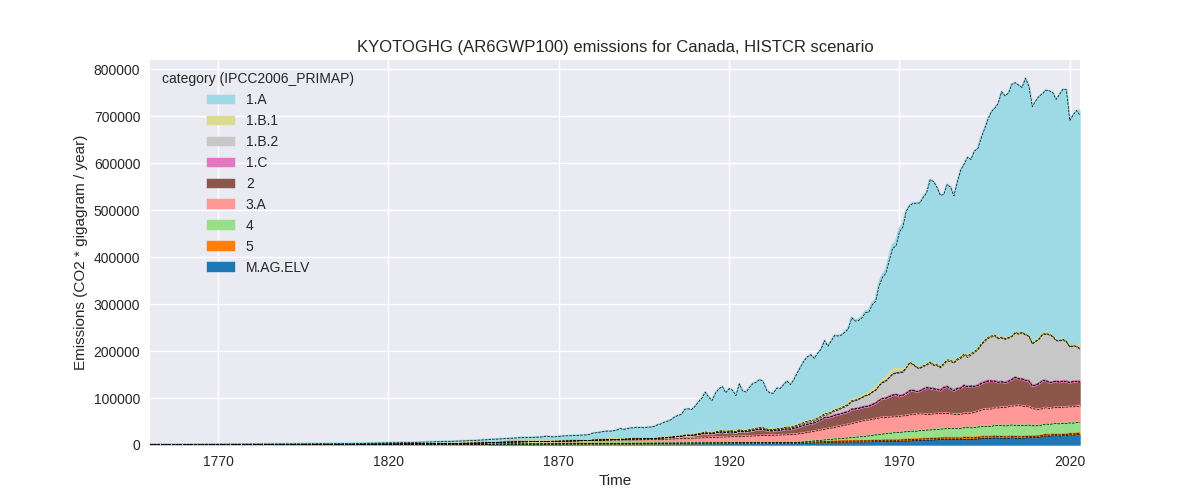 KYOTOGHG (AR6GWP100) emissions for Canada, HISTCR scenario
800000
700000
600000
500000
400000
300000
200000
100000
0
Emissions (CO2 * gigagram / year)
category (IPCC2006_PRIMAP)
1.A
1.B.1
1.B.2
1.C
2
3.A
4
5
M.AG.ELV
1770
1820
1870
1920
1970
2020
Time